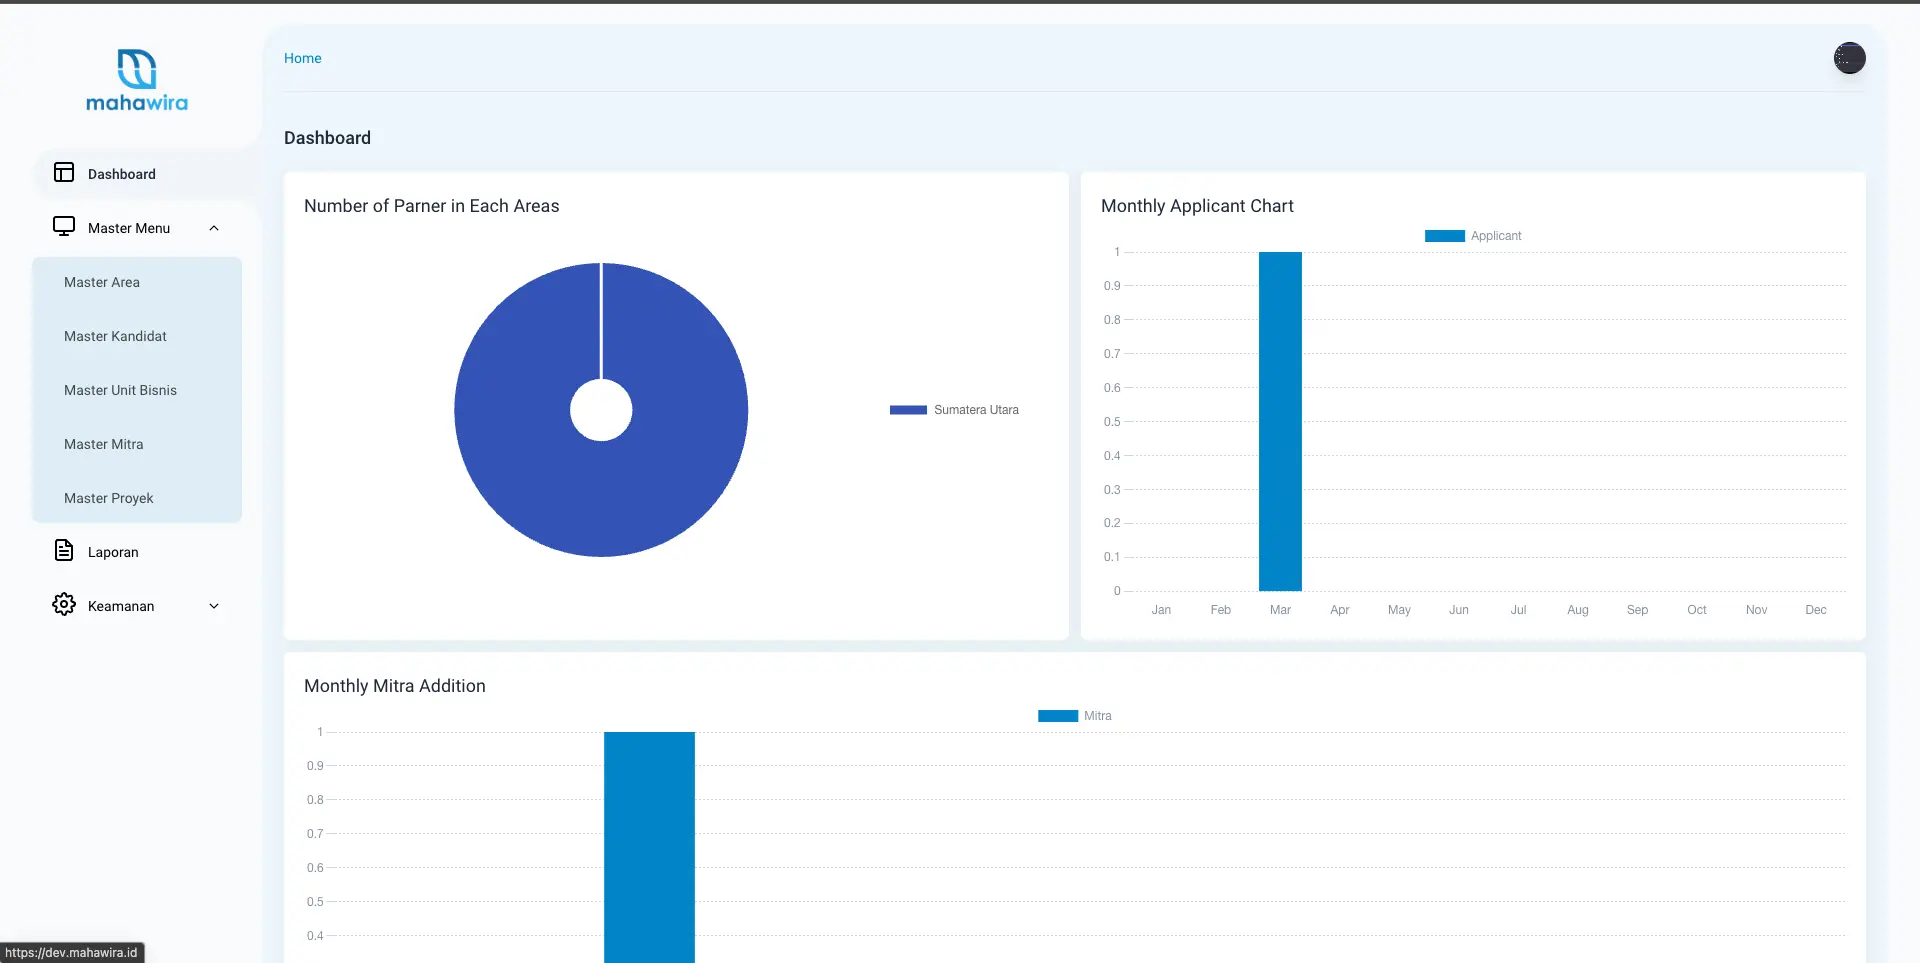 mahawira
Home
Dashboard
Dashboard
Master Menu
Master Area
Master Kandidat
Master Unit Bisnis
Master Mitra
Master Proyek
Laporan
Keamanan
Number of Parner in Each Areas
Sumatera Utara
Monthly Applicant Chart
Applicant
1
0.9
0.8
0.7
0.6
0.5
0.4
0.3
0.2
0.1
0
Jan Feb Mar Apr May Jun Jul Aug Sep Oct Nov Dec
Monthly Mitra Addition
Mitra
1
0.9
0.8
0.7
0.6
0.5
0.4
https://dev.mahawira.id